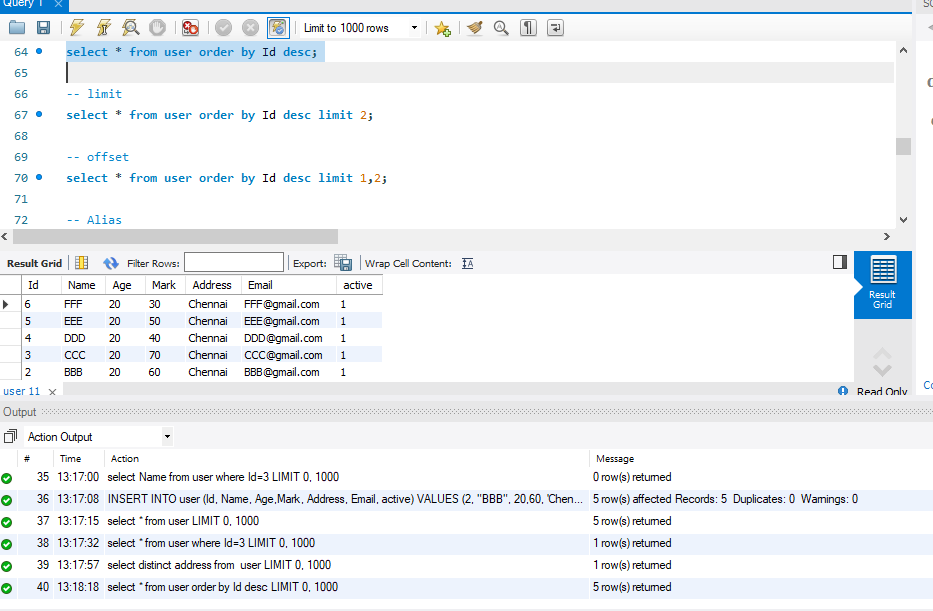 Query 1
Limit to 1000 rows
64 select * from user order by Id desc;
65
66 -- limit
67 select * from user order by Id desc limit 2;
68
69 -- offset
70 select * from user order by Id desc limit 1,2;
71
72 -- Alias
Result Grid Filter Rows: Export: Wrap Cell Content:
Id Name Age Mark Address Email active
6 FFF 20 30 Chennai FFF@gmail.com 1
5 EEE 20 50 Chennai EEE@gmail.com 1
4 DDD 20 40 Chennai DDD@gmail.com 1
3 CCC 20 70 Chennai CCC@gmail.com 1
2 BBB 20 60 Chennai BBB@gmail.com 1
Result
Grid
user 11 Read Only
Output
Action Output
# Time Action Message
35 13:17:00 select Name from user where Id=3 LIMIT 0, 1000 0 row(s) returned
36 13:17:08 INSERT INTO user (Id, Name, Age,Mark, Address, Email, active) VALUES (2, "BBB", 20,60, 'Chen... 5 row(s) affected Records: 5 Duplicates: 0 Warnings: 0
37 13:17:15 select * from user LIMIT 0, 1000 5 row(s) returned
38 13:17:32 select * from user where Id=3 LIMIT 0, 1000 1 row(s) returned
39 13:17:57 select distinct address from user LIMIT 0, 1000 1 row(s) returned
40 13:18:18 select * from user order by Id desc LIMIT 0, 1000 5 row(s) returned